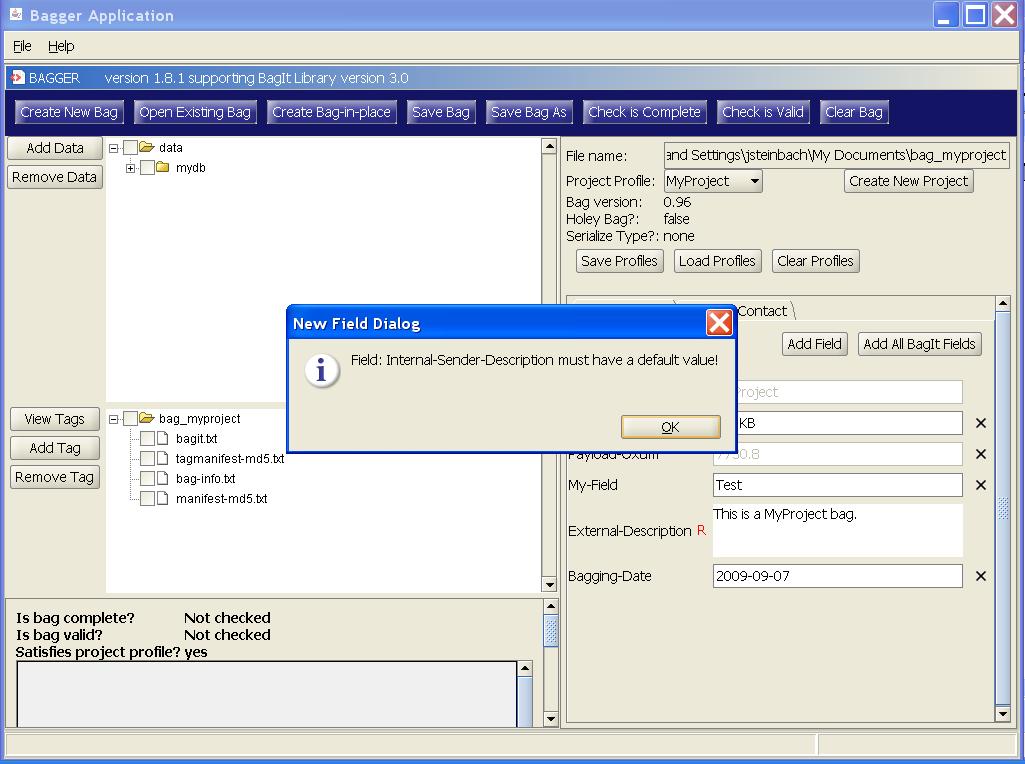 Bagger Application
File Help
BAGGER version 1.8.1 supporting BagIt Library version 3.0
Create New Bag Open Existing Bag Create Bag-in-place Save Bag Save Bag As Check is Complete Check is Valid Clear Bag
Add Data
Remove Data
data
mydb
File name: and Settings\jsteinbach\My Documents\bag_myproject
Project Profile: MyProject Create New Project
Bag version: 0.96
Holey Bag?: false
Serialize Type?: none
Save Profiles Load Profiles Clear Profiles
Contact
Add Field Add All BagIt Fields
New Field Dialog
Field: Internal-Sender-Description must have a default value!
OK
Project
KB
Payload-Oxum 7750.8
My-Field Test
External-Description R This is a MyProject bag.
Bagging-Date 2009-09-07
View Tags
Add Tag
Remove Tag
bag_myproject
bagit.txt
tagmanifest-md5.txt
bag-info.txt
manifest-md5.txt
Is bag complete? Not checked
Is bag valid? Not checked
Satisfies project profile? yes